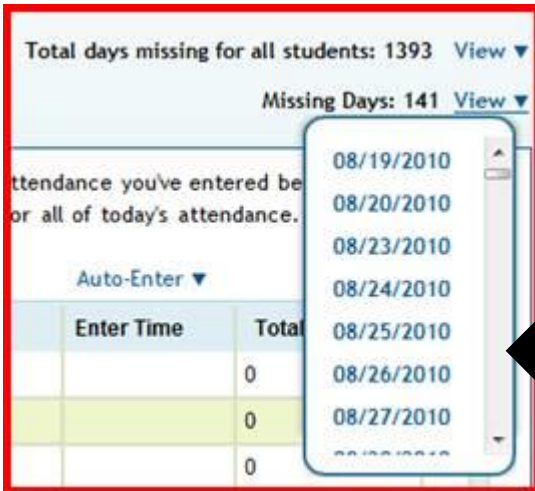 Total days missing for all students: 1393 View ▼
Missing Days: 141 View ▼
08/19/2010
08/20/2010
08/23/2010
08/24/2010
08/25/2010
08/26/2010
08/27/2010
ttendance you've entered be
or all of today's attendance.
Auto-Enter ▼
Enter Time Total
0
0
0